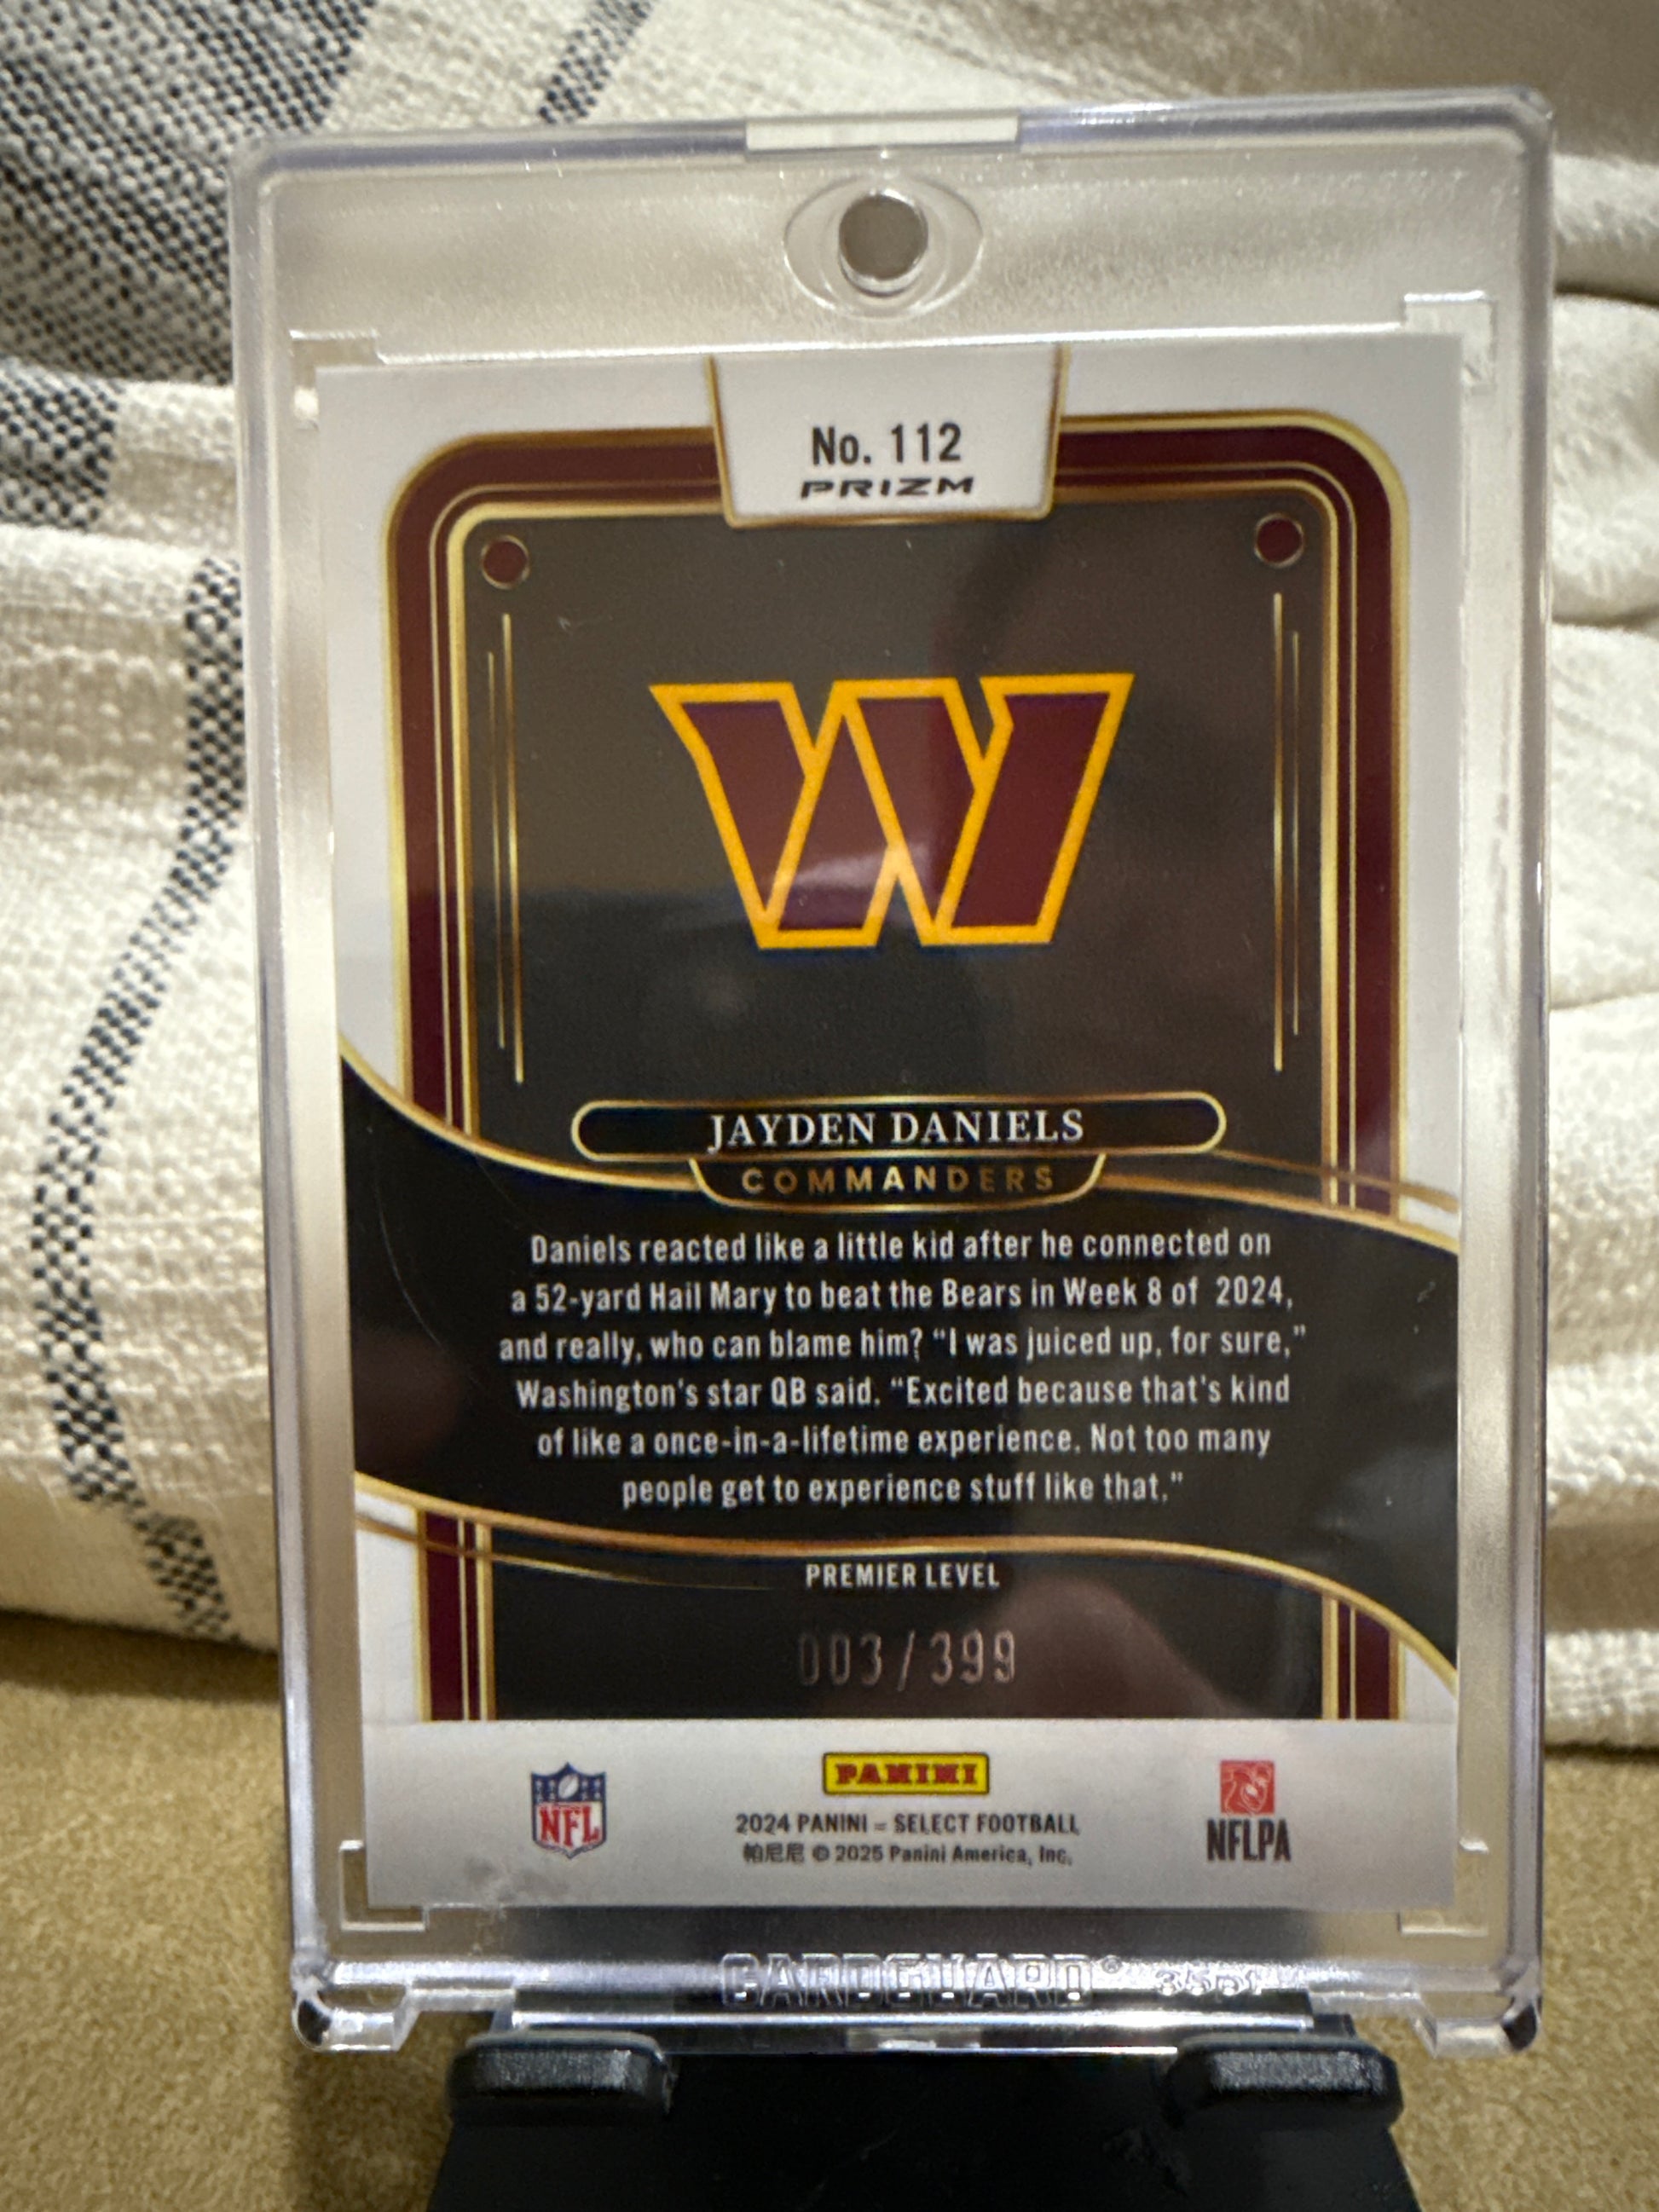 No. 112
PRIZM
JAYDEN DANIELS
COMMANDERS
Daniels reacted like a little kid after he connected on
a 52-yard Hail Mary to beat the Bears in Week 8 of 2024,
and really, who can blame him? “I was juiced up, for sure,”
Washington's star QB said. “Excited because that's kind
of like a once-in-a-lifetime experience. Not too many
people get to experience stuff like that.”
PREMIER LEVEL
003/399
NFL
PANINI
NFLPA
2024 PANINI – SELECT FOOTBALL
帕尼尼 © 2025 Panini America, Inc.
CARDGUARD® 35pt